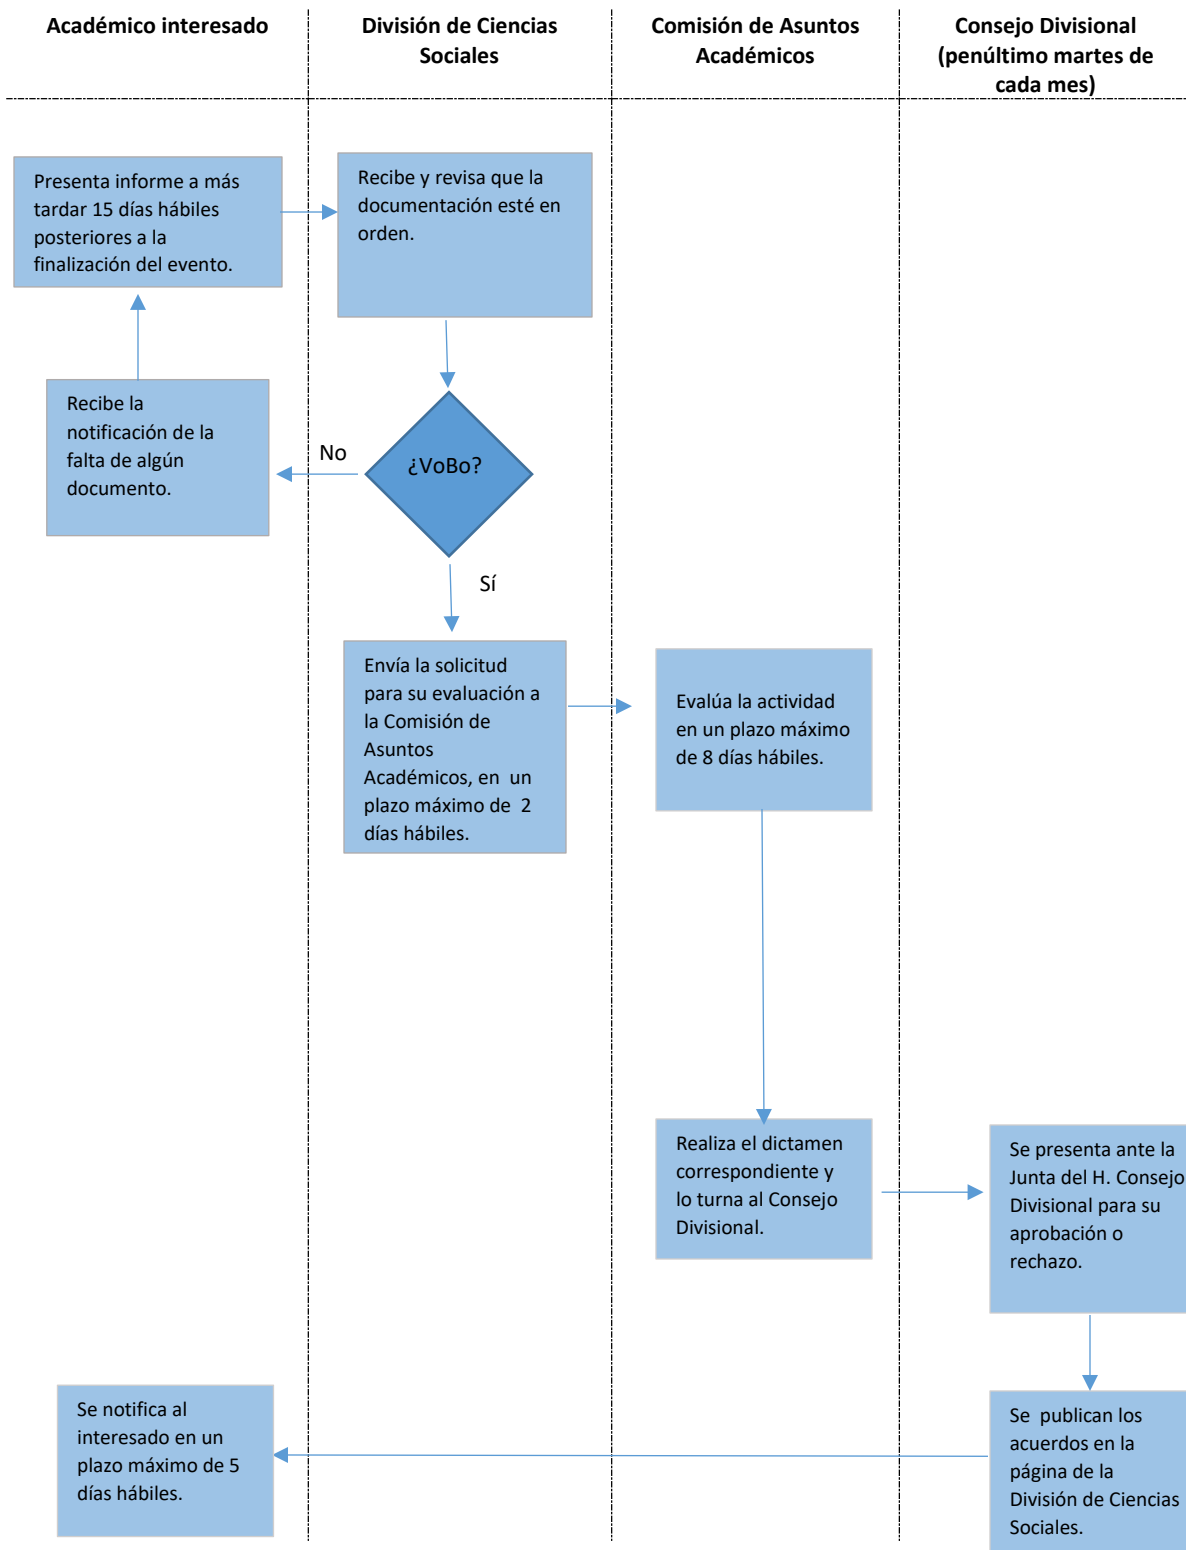 Académico interesado
División de Ciencias
Sociales
Comisión de Asuntos
Académicos
Consejo Divisional
(penúltimo martes de
cada mes)
Presenta informe a más
tardar 15 días hábiles
posteriores a la
finalización del evento.
Recibe y revisa que la
documentación esté en
orden.
Recibe la
notificación de la
falta de algún
documento.
No
¿VoBo?
Sí
Envía la solicitud
para su evaluación a
la Comisión de
Asuntos
Académicos, en un
plazo máximo de 2
días hábiles.
Evalúa la actividad
en un plazo máximo
de 8 días hábiles.
Realiza el dictamen
correspondiente y
lo turna al Consejo
Divisional.
Se presenta ante la
Junta del H. Consejo
Divisional para su
aprobación o
rechazo.
Se notifica al
interesado en un
plazo máximo de 5
días hábiles.
Se publican los
acuerdos en la
página de la
División de Ciencias
Sociales.